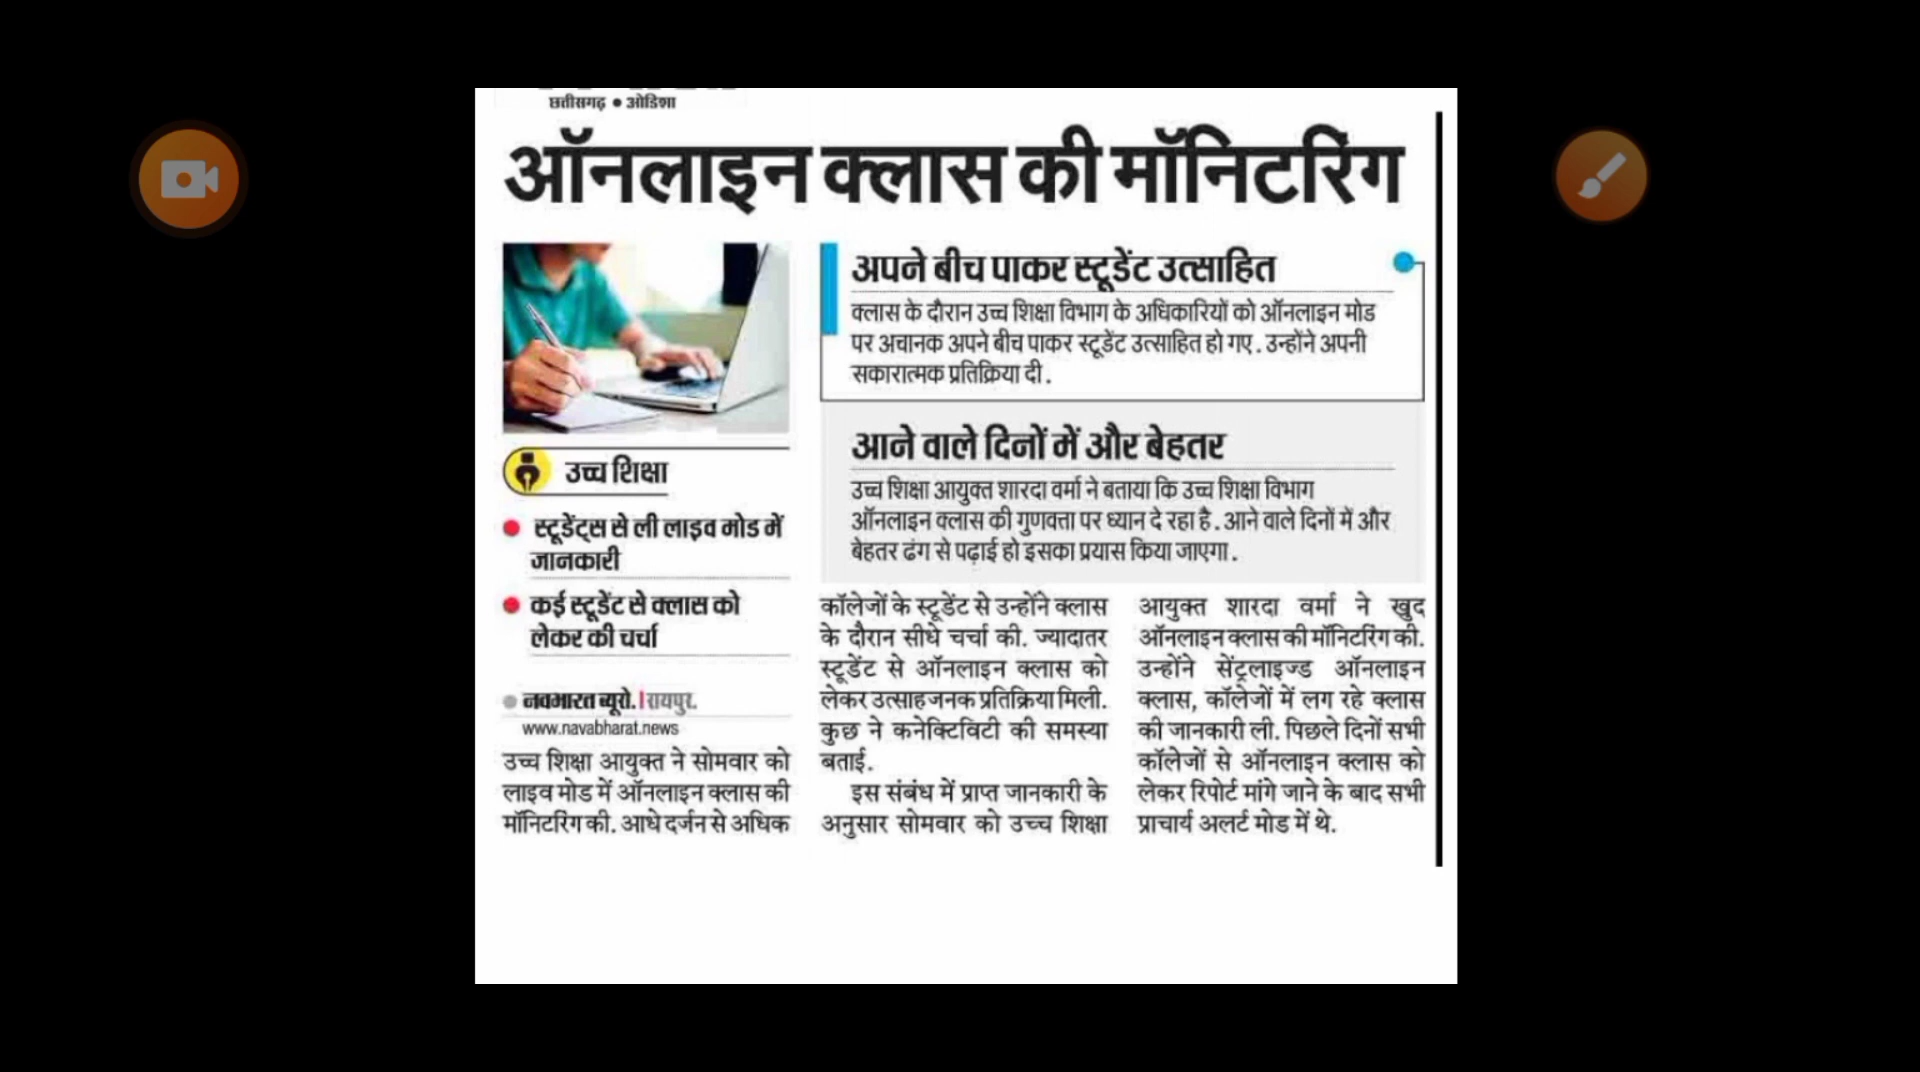 छत्तीसगढ़ • ओडिशा
ऑनलाइन क्लास की मॉनिटरिंग
उच्च शिक्षा
• स्टूडेंट्स से ली लाइव मोड में
जानकारी
• कई स्टूडेंट से क्लास को
लेकर की चर्चा
• नवभारत ब्यूरो. | रायपुर.
www.navabharat.news
उच्च शिक्षा आयुक्त ने सोमवार को
लाइव मोड में ऑनलाइन क्लास की
मॉनिटरिंग की. आधे दर्जन से अधिक
अपने बीच पाकर स्टूडेंट उत्साहित
क्लास के दौरान उच्च शिक्षा विभाग के अधिकारियों को ऑनलाइन मोड
पर अचानक अपने बीच पाकर स्टूडेंट उत्साहित हो गए. उन्होंने अपनी
सकारात्मक प्रतिक्रिया दी.
आने वाले दिनों में और बेहतर
उच्च शिक्षा आयुक्त शारदा वर्मा ने बताया कि उच्च शिक्षा विभाग
ऑनलाइन क्लास की गुणवत्ता पर ध्यान दे रहा है. आने वाले दिनों में और
बेहतर ढंग से पढ़ाई हो इसका प्रयास किया जाएगा.
कॉलेजों के स्टूडेंट से उन्होंने क्लास
के दौरान सीधे चर्चा की. ज्यादातर
स्टूडेंट से ऑनलाइन क्लास को
लेकर उत्साहजनक प्रतिक्रिया मिली.
कुछ ने कनेक्टिविटी की समस्या
बताई.
इस संबंध में प्राप्त जानकारी के
अनुसार सोमवार को उच्च शिक्षा
आयुक्त शारदा वर्मा ने खुद
ऑनलाइन क्लास की मॉनिटरिंग की.
उन्होंने सेंट्रलाइज्ड ऑनलाइन
क्लास, कॉलेजों में लग रहे क्लास
की जानकारी ली. पिछले दिनों सभी
कॉलेजों से ऑनलाइन क्लास को
लेकर रिपोर्ट मांगे जाने के बाद सभी
प्राचार्य अलर्ट मोड में थे.